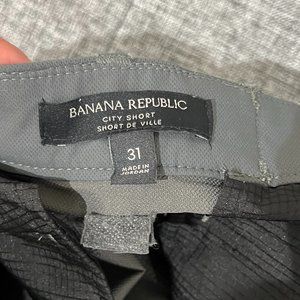 BANANA REPUBLIC
CITY SHORT
SHORT DE VILLE
31
MADE IN
JORDAN